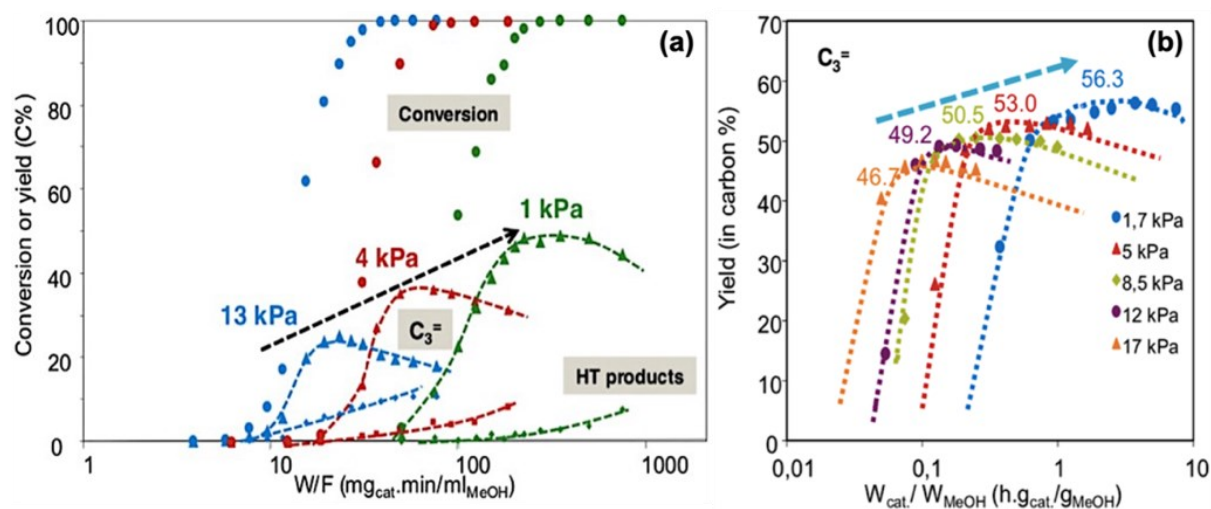 (a)
Conversion or yield (C%)
100
80
60
40
20
0
Conversion
1 kPa
4 kPa
13 kPa
C₃⁼
HT products
1
10
100
1000
W/F (mgcat.min/mlMeOH)
(b)
Yield (in carbon %)
70
60
50
40
30
20
10
0
C₃⁼
56.3
53.0
50.5
49.2
46.7
1,7 kPa
5 kPa
8,5 kPa
12 kPa
17 kPa
0,01
0,1
1
10
Wcat./ WMeOH (h.gcat./gMeOH)